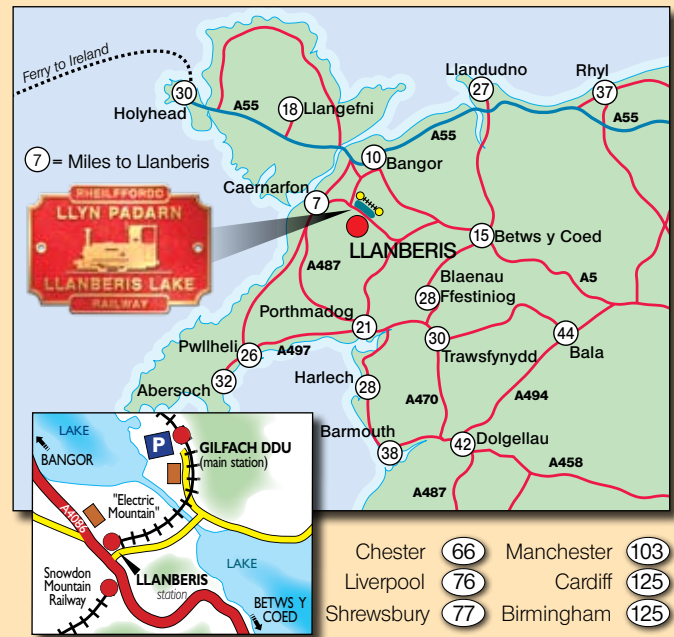 Ferry to Ireland
30
Holyhead
A55
18
Llangefni
Llandudno
27
Rhyl
37
A55
A55
7 = Miles to Llanberis
10
Bangor
Caernarfon
7
RHEILFFORDD
LLYN PADARN
LLANBERIS LAKE
RAILWAY
LLANBERIS
15
Betws y Coed
A487
A5
Blaenau
28
Ffestiniog
Porthmadog
21
30
Trawsfynydd
44
Bala
Pwllheli
26
A497
Abersoch
32
Harlech
28
A470
A494
Barmouth
38
42
Dolgellau
A458
A487
LAKE
BANGOR
P
GILFACH DDU
(main station)
"Electric
Mountain"
A4086
LLANBERIS
station
Snowdon
Mountain
Railway
LAKE
BETWS Y
COED
Chester 66 Manchester 103
Liverpool 76 Cardiff 125
Shrewsbury 77 Birmingham 125